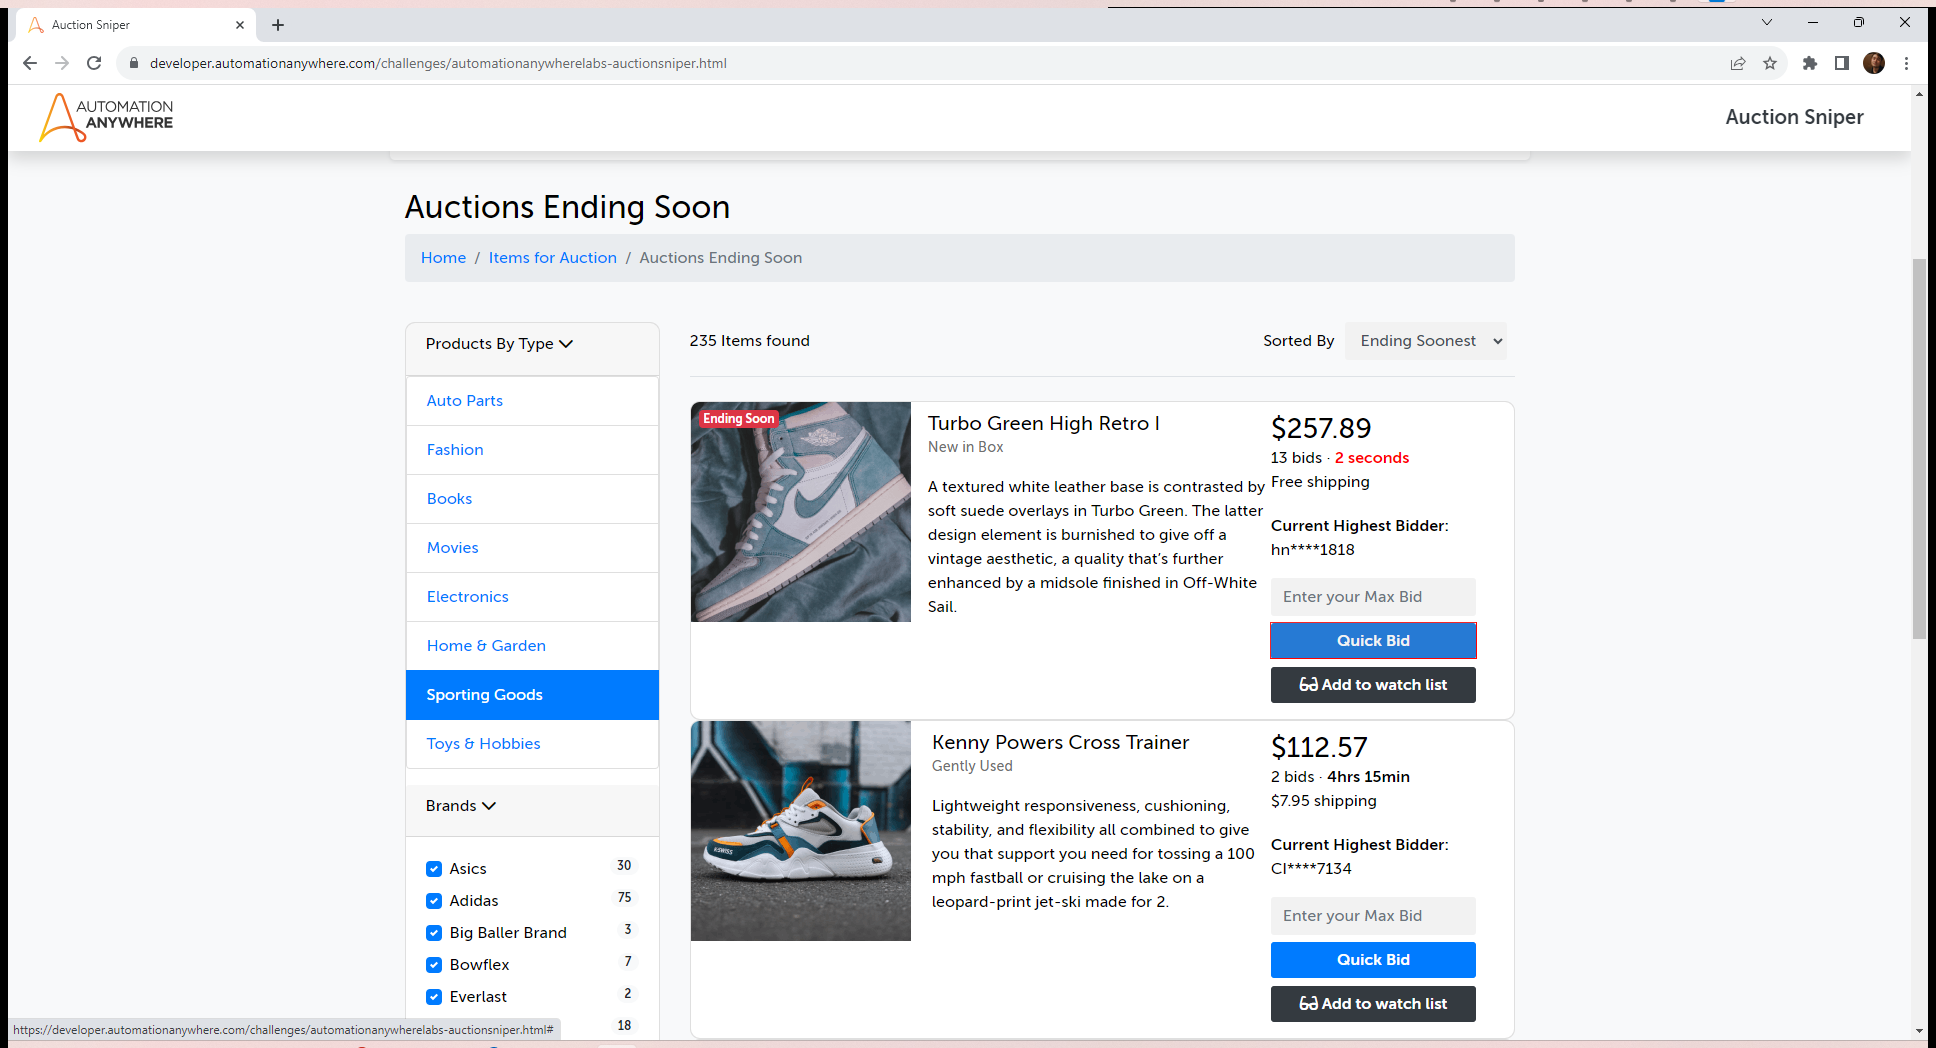 Auction Sniper
developer.automationanywhere.com/challenges/automationanywherelabs-auctionsniper.html
AUTOMATION
ANYWHERE
Auction Sniper
Auctions Ending Soon
Home / Items for Auction / Auctions Ending Soon
Products By Type
Auto Parts
Fashion
Books
Movies
Electronics
Home & Garden
Sporting Goods
Toys & Hobbies
Brands
Asics 30
Adidas 75
Big Baller Brand 3
Bowflex 7
Everlast 2
18
235 Items found
Sorted By Ending Soonest
Ending Soon
Turbo Green High Retro I
New in Box
A textured white leather base is contrasted by
soft suede overlays in Turbo Green. The latter
design element is burnished to give off a
vintage aesthetic, a quality that's further
enhanced by a midsole finished in Off-White
Sail.
$257.89
13 bids · 2 seconds
Free shipping
Current Highest Bidder:
hn****1818
Enter your Max Bid
Quick Bid
Add to watch list
K·SWISS
Kenny Powers Cross Trainer
Gently Used
Lightweight responsiveness, cushioning,
stability, and flexibility all combined to give
you that support you need for tossing a 100
mph fastball or cruising the lake on a
leopard-print jet-ski made for 2.
$112.57
2 bids · 4hrs 15min
$7.95 shipping
Current Highest Bidder:
CI****7134
Enter your Max Bid
Quick Bid
Add to watch list
https://developer.automationanywhere.com/challenges/automationanywherelabs-auctionsniper.html#